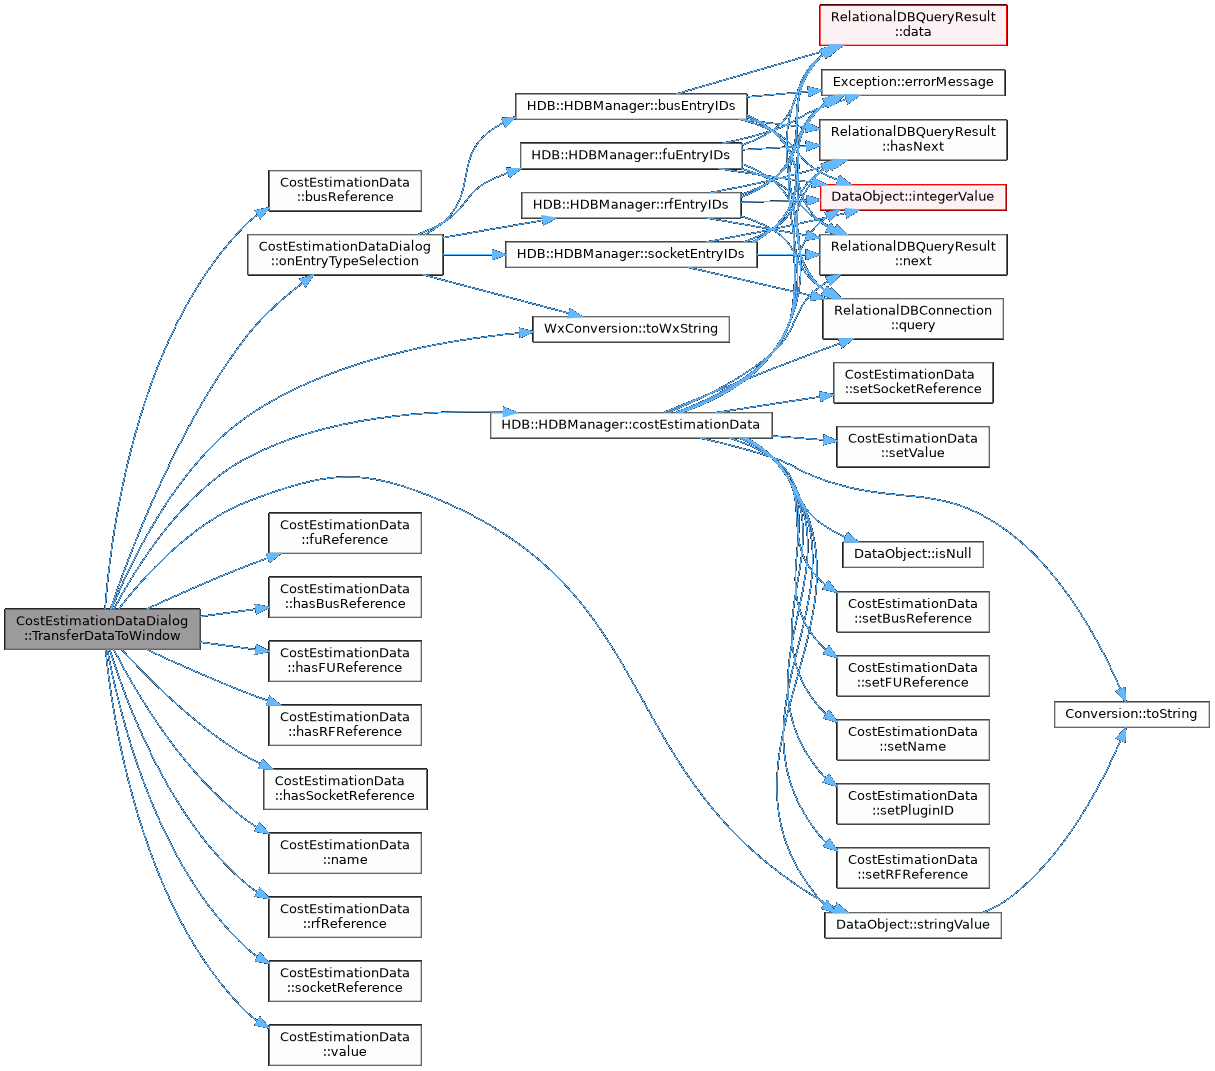 CostEstimationDataDialog
::TransferDataToWindow
CostEstimationData
::busReference
CostEstimationDataDialog
::onEntryTypeSelection
CostEstimationData
::fuReference
CostEstimationData
::hasBusReference
CostEstimationData
::hasFUReference
CostEstimationData
::hasRFReference
CostEstimationData
::hasSocketReference
CostEstimationData
::name
CostEstimationData
::rfReference
CostEstimationData
::socketReference
CostEstimationData
::value
HDB::HDBManager::busEntryIDs
HDB::HDBManager::fuEntryIDs
HDB::HDBManager::rfEntryIDs
HDB::HDBManager::socketEntryIDs
WxConversion::toWxString
HDB::HDBManager::costEstimationData
RelationalDBQueryResult
::data
Exception::errorMessage
RelationalDBQueryResult
::hasNext
DataObject::integerValue
RelationalDBQueryResult
::next
RelationalDBConnection
::query
CostEstimationData
::setSocketReference
CostEstimationData
::setValue
DataObject::isNull
CostEstimationData
::setBusReference
CostEstimationData
::setFUReference
CostEstimationData
::setName
CostEstimationData
::setPluginID
CostEstimationData
::setRFReference
DataObject::stringValue
Conversion::toString